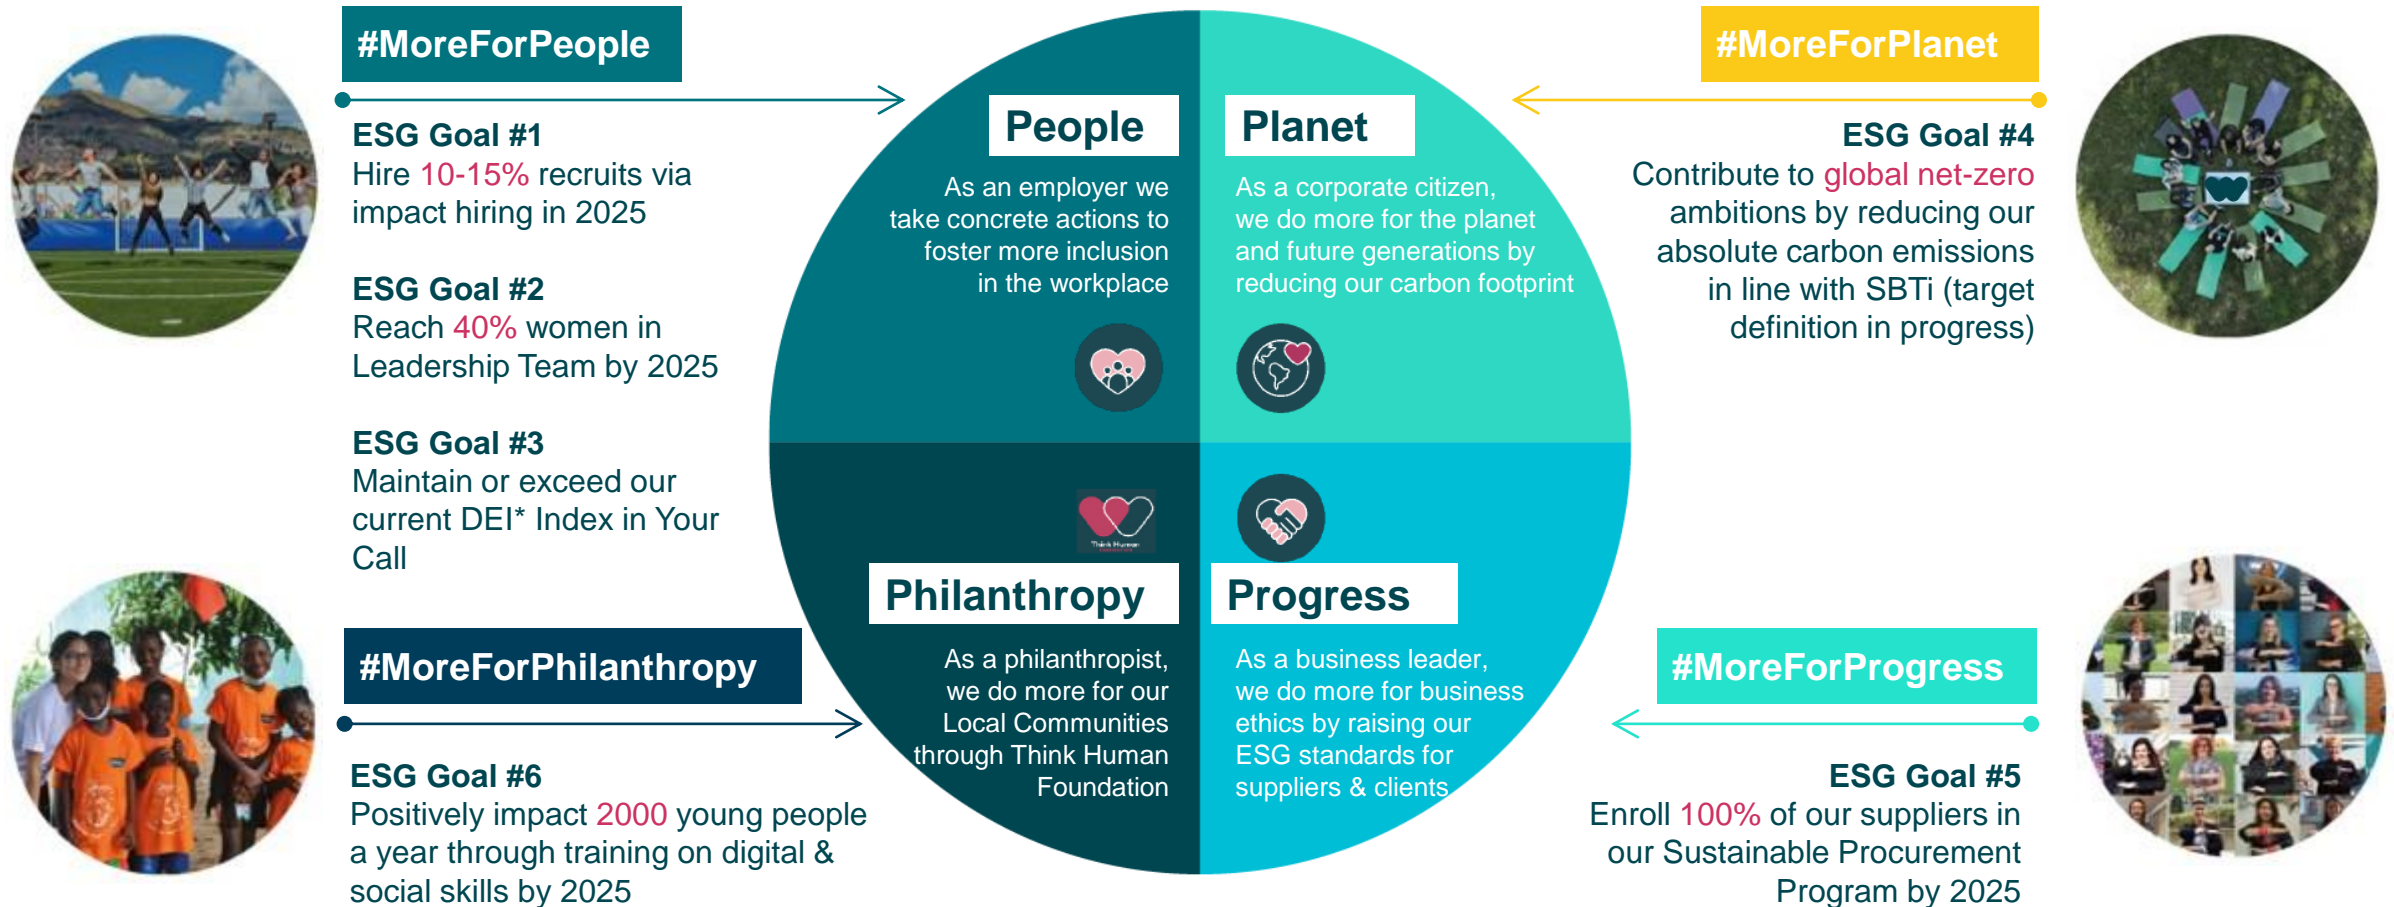 #MoreForPeople
ESG Goal #1
Hire 10-15% recruits via
impact hiring in 2025
ESG Goal #2
Reach 40% women in
Leadership Team by 2025
ESG Goal #3
Maintain or exceed our
current DEI* Index in Your
Call
People
As an employer we
take concrete actions to
foster more inclusion
in the workplace
Planet
As a corporate citizen,
we do more for the planet
and future generations by
reducing our carbon footprint
#MoreForPlanet
ESG Goal #4
Contribute to global net-zero
ambitions by reducing our
absolute carbon emissions
in line with SBTi (target
definition in progress)
#MoreForPhilanthropy
ESG Goal #6
Positively impact 2000 young people
a year through training on digital &
social skills by 2025
Think Human
Philanthropy
As a philanthropist,
we do more for our
Local Communities
through Think Human
Foundation
Progress
As a business leader,
we do more for business
ethics by raising our
ESG standards for
suppliers & clients
#MoreForProgress
ESG Goal #5
Enroll 100% of our suppliers in
our Sustainable Procurement
Program by 2025